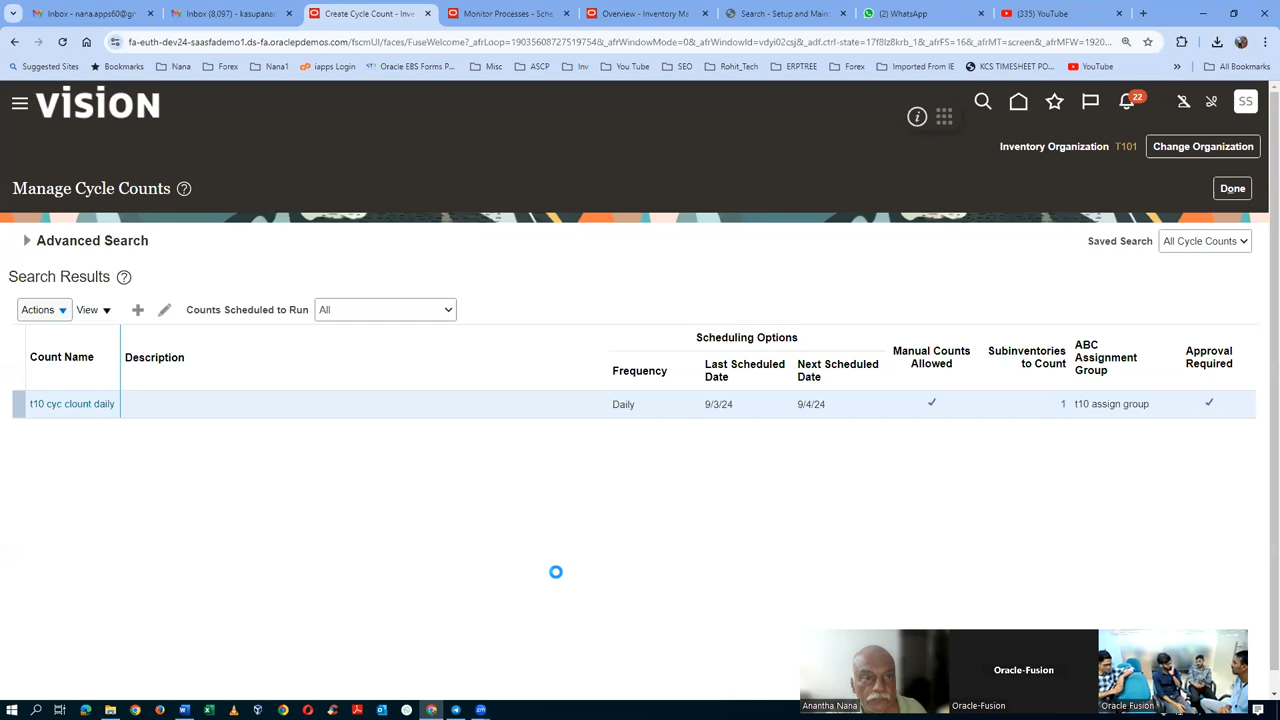 Inbox - nana.apps60@gr
Inbox (8,097) - kasupanan
Create Cycle Count - Inve
Monitor Processes - Sche
Overview - Inventory Ma
Search - Setup and Main
(2) WhatsApp
(335) YouTube
fa-euth-dev24-saasfademo1.ds-fa.oraclepdemos.com/fscmUI/faces/FuseWelcome?_afrLoop=19035608727519754&_afrWindowMode=0&_afrWindowId=vdyi02csj&_adf.ctrl-state=17f8lz8krb_1&_afrFS=16&_afrMT=screen&_afrMFW=1920...
Suggested Sites
Bookmarks
Nana
Forex
Nana1
iapps Login
Oracle EBS Forms P...
Misc
ASCP
Inv
You Tube
SEO
Rohit_Tech
ERPTREE
Forex
Imported From IE
KCS TIMESHEET PO...
YouTube
»
All Bookmarks
VISION
22
SS
Inventory Organization T101 Change Organization
Manage Cycle Counts
Done
Advanced Search
Saved Search All Cycle Counts
Search Results
Actions View Counts Scheduled to Run All
Scheduling Options
Count Name
Description
Frequency
Last Scheduled Date
Next Scheduled Date
Manual Counts Allowed
Subinventories to Count
ABC Assignment Group
Approval Required
t10 cyc clount daily Daily 9/3/24 9/4/24 1 t10 assign group
Oracle-Fusion
Anantha Nana
Oracle-Fusion
Oracle Fusion